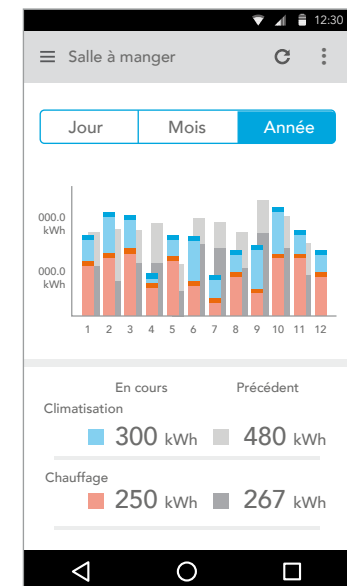 12:30
Salle à manger
Jour Mois Année
000.0
kWh
000.0
kWh
1 2 3 4 5 6 7 8 9 10 11 12
En cours Précédent
Climatisation
300 kWh 480 kWh
Chauffage
250 kWh 267 kWh